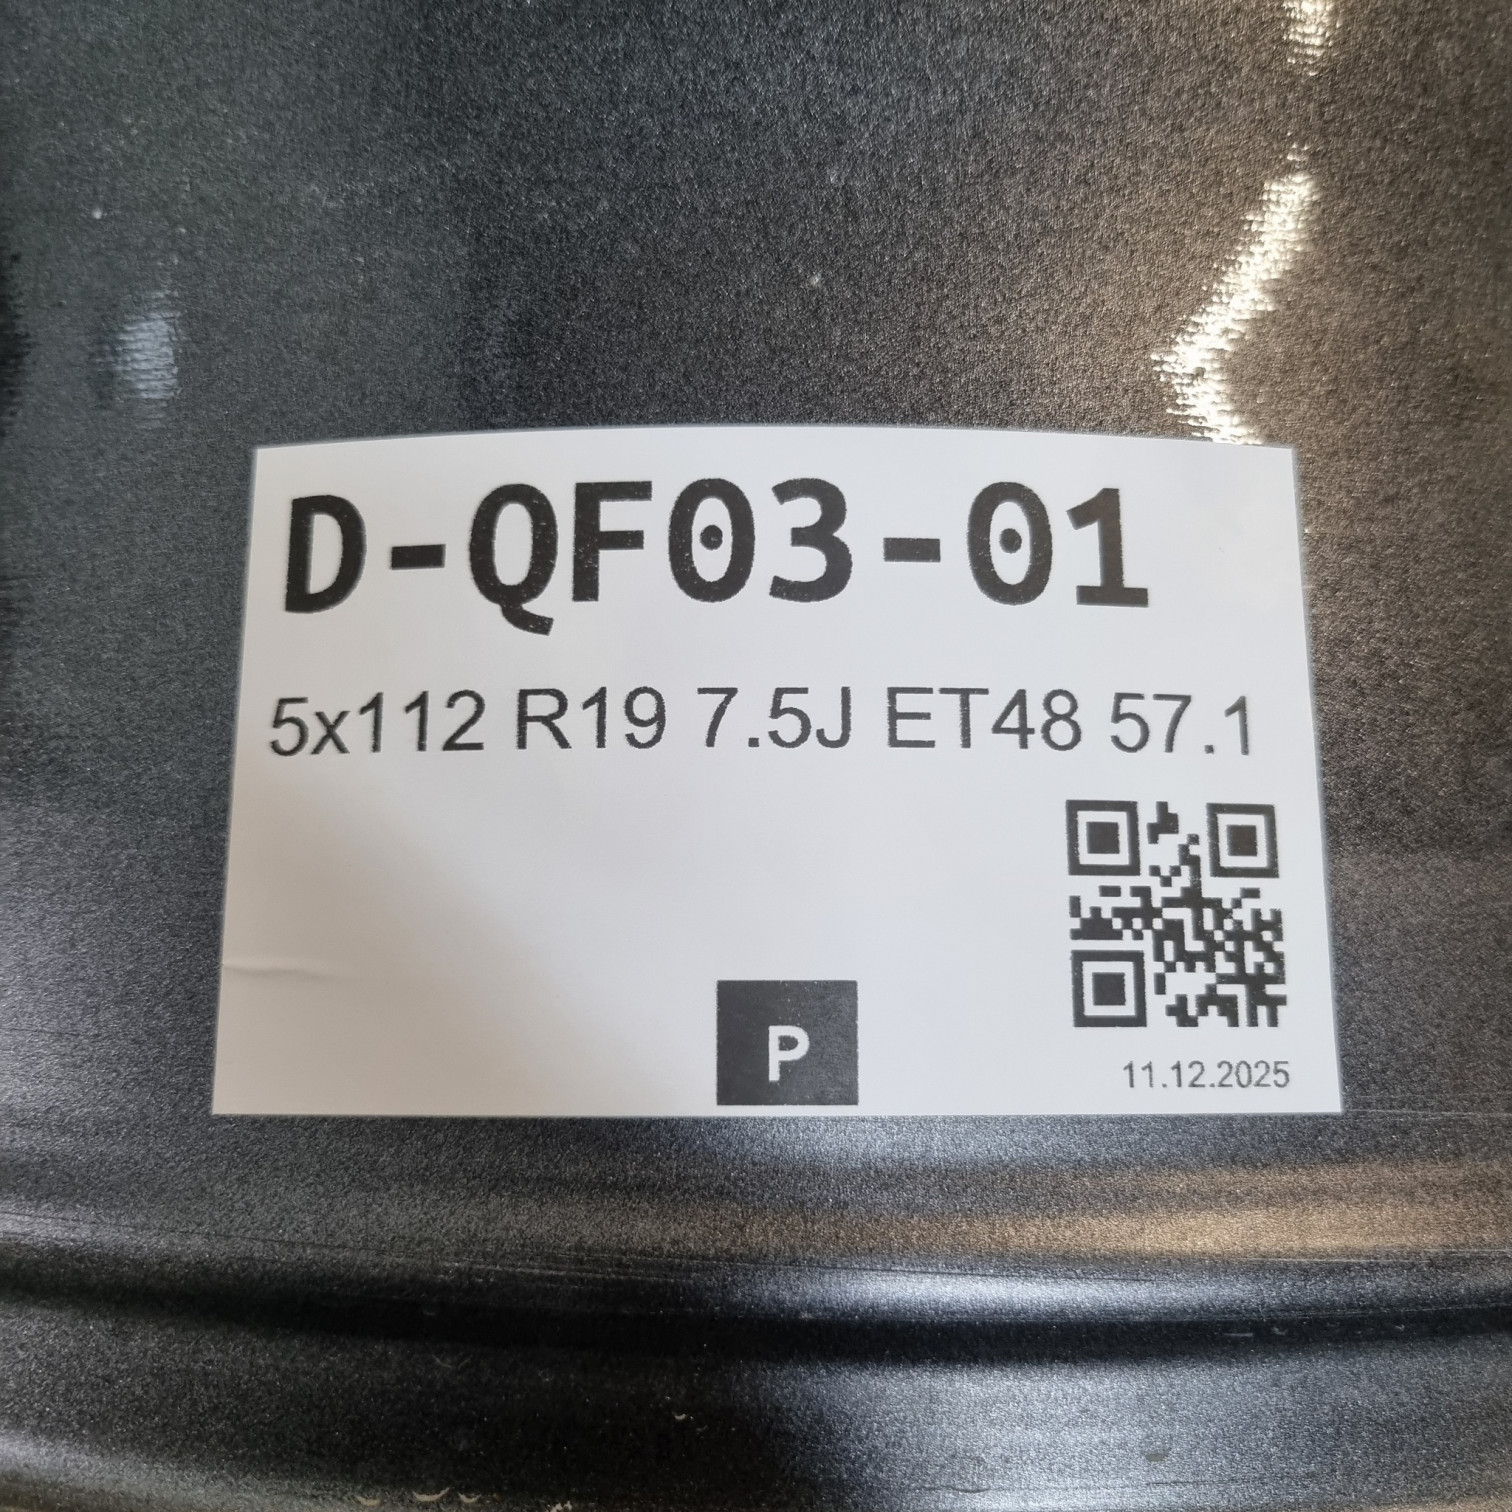 D-QF03-01
5x112 R19 7.5J ET48 57.1
P
11.12.2025